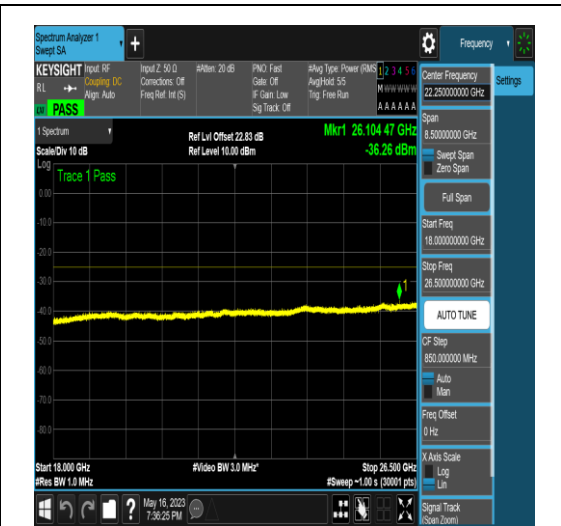 Spectrum Analyzer 1
Swept SA
+
Frequency
KEYSIGHT
RL
PASS
Input: RF
Coupling: DC
Align: Auto
Input Z: 50 Ω
Corrections: Off
Freq Ref: Int (S)
#Atten: 20 dB
PNO: Fast
Gate: Off
IF Gain: Low
Sig Track: Off
#Avg Type: Power (RMS
Avg|Hold: 5/5
Trig: Free Run
1 2 3 4 5 6
M W W W W W
A A A A A A
1 Spectrum
Scale/Div 10 dB
Ref Lvl Offset 22.83 dB
Ref Level 10.00 dBm
Mkr1 26.104 47 GHz
-36.26 dBm
Log
Trace 1 Pass
0.00
-10.0
-20.0
-30.0
-40.0
-50.0
-60.0
-70.0
-80.0
1
Start 18.000 GHz
#Res BW 1.0 MHz
#Video BW 3.0 MHz*
Stop 26.500 GHz
#Sweep ~1.00 s (30001 pts)
May 16, 2023
7:36:25 PM
?
Center Frequency
22.250000000 GHz
Settings
Span
8.50000000 GHz
Swept Span
Zero Span
Full Span
Start Freq
18.000000000 GHz
Stop Freq
26.500000000 GHz
AUTO TUNE
CF Step
850.000000 MHz
Auto
Man
Freq Offset
0 Hz
X Axis Scale
Log
Lin
Signal Track
(Span Zoom)